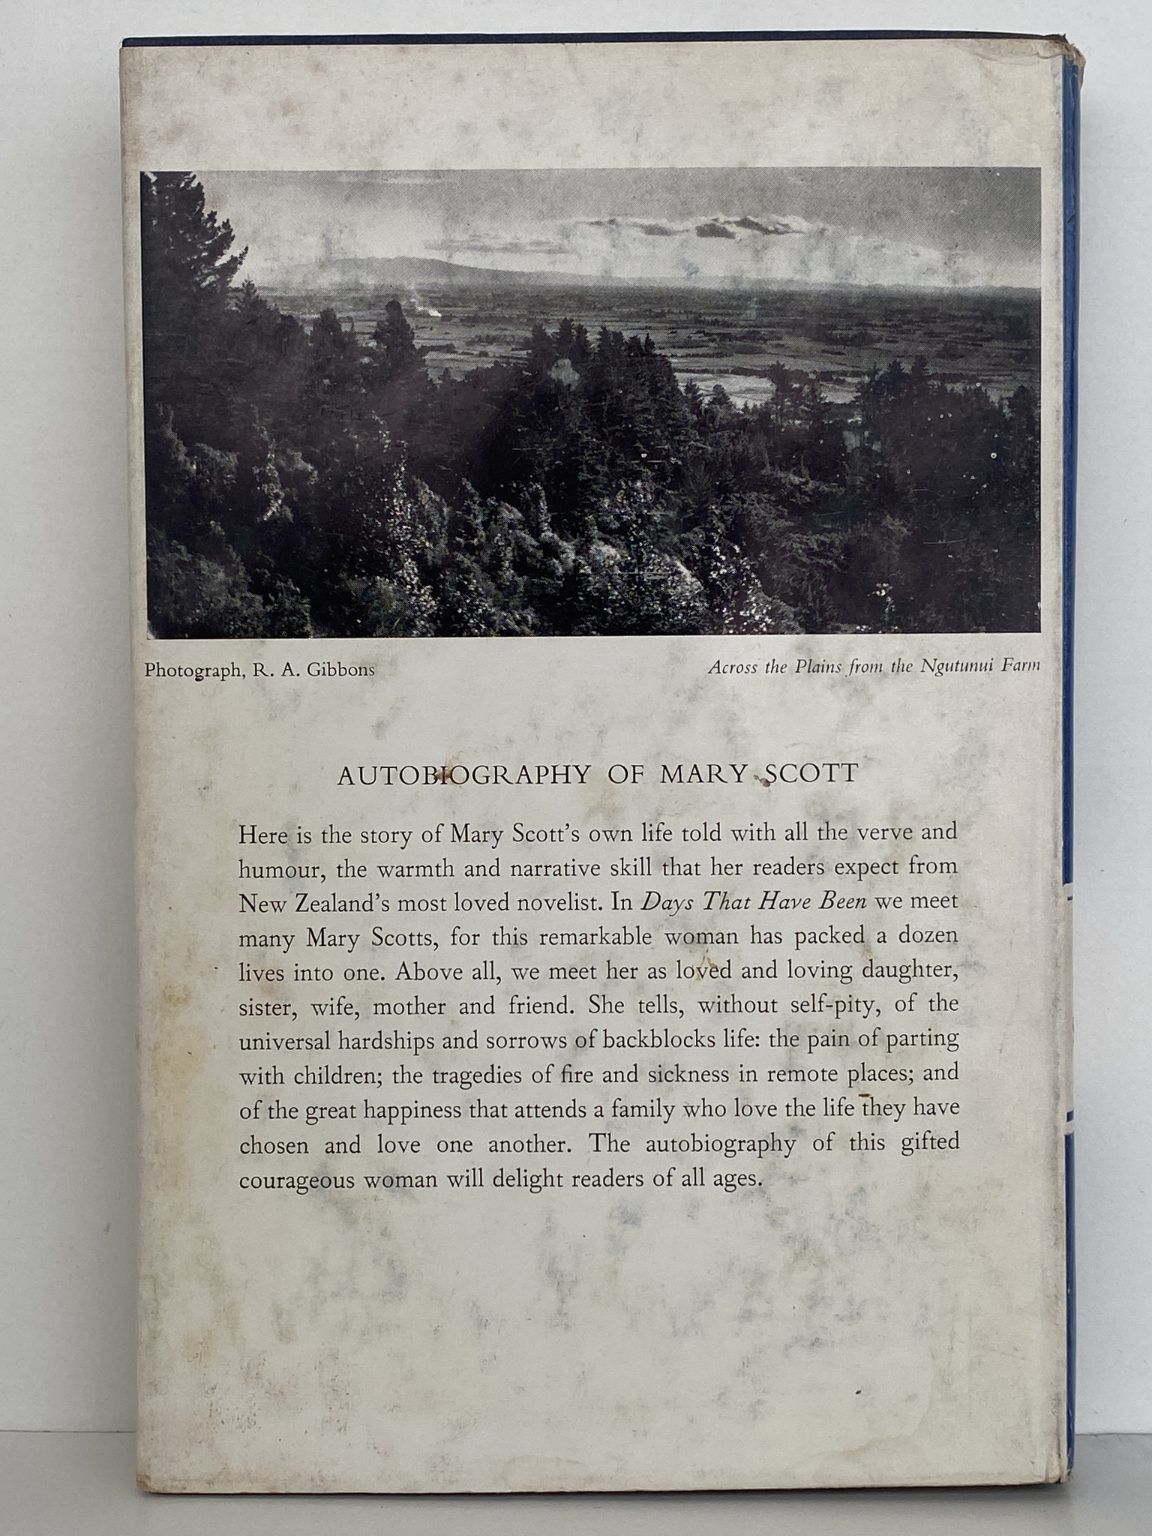 Photograph, R. A. Gibbons
Across the Plains from the Ngutunui Farm
AUTOBIOGRAPHY OF MARY SCOTT
Here is the story of Mary Scott's own life told with all the verve and
humour, the warmth and narrative skill that her readers expect from
New Zealand's most loved novelist. In Days That Have Been we meet
many Mary Scotts, for this remarkable woman has packed a dozen
lives into one. Above all, we meet her as loved and loving daughter,
sister, wife, mother and friend. She tells, without self-pity, of the
universal hardships and sorrows of backblocks life: the pain of parting
with children; the tragedies of fire and sickness in remote places; and
of the great happiness that attends a family who love the life they have
chosen and love one another. The autobiography of this gifted
courageous woman will delight readers of all ages.